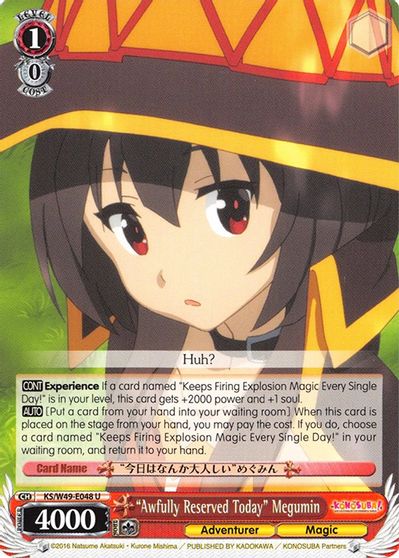 LEVEL
1
0
COST
Huh?
CONT Experience If a card named "Keeps Firing Explosion Magic Every Single
Day!" is in your level, this card gets +2000 power and +1 soul.
AUTO [Put a card from your hand into your waiting room] When this card is
placed on the stage from your hand, you may pay the cost. If you do, choose
a card named "Keeps Firing Explosion Magic Every Single Day!" in your
waiting room, and return it to your hand.
Card Name "今日はなんか大人しい"めぐみん
CH KS/W49-E048 U
POWER 4000
"Awfully Reserved Today" Megumin
KONOSUBA!
Adventurer Magic
©2016 Natsume Akatsuki・Kurone Mishima / PUBLISHED BY KADOKAWA / KONOSUBA Partners